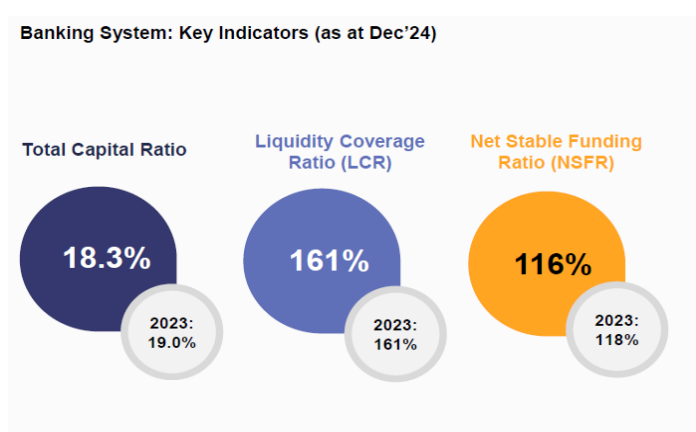 Banking System: Key Indicators (as at Dec’24)
Total Capital Ratio
Liquidity Coverage
Ratio (LCR)
Net Stable Funding
Ratio (NSFR)
18.3%
161%
116%
2023:
19.0%
2023:
161%
2023:
118%